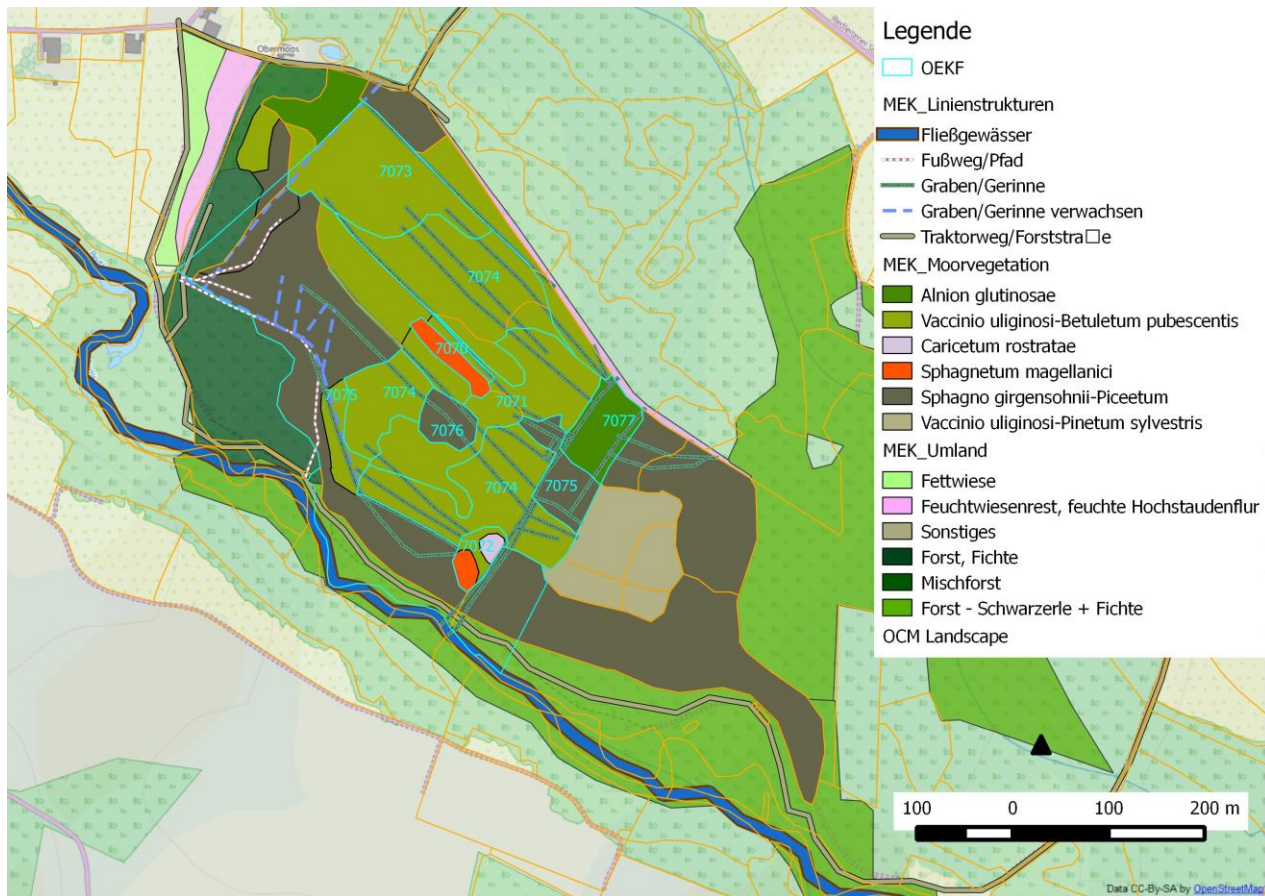 Legende
OEKF
MEK_Linienstrukturen
Fließgewässer
Fußweg/Pfad
Graben/Gerinne
Graben/Gerinne verwachsen
Traktorweg/Forststra□e
MEK_Moorvegetation
Alnion glutinosae
Vaccinio uliginosi-Betuletum pubescentis
Caricetum rostratae
Sphagnetum magellanici
Sphagno girgensohnii-Piceetum
Vaccinio uliginosi-Pinetum sylvestris
MEK_Umland
Fettwiese
Feuchtwiesenrest, feuchte Hochstaudenflur
Sonstiges
Forst, Fichte
Mischforst
Forst - Schwarzerle + Fichte
OCM Landscape
Obermoos
7073
7074
7070
7074
7075
7071
7076
7077
7074
7075
7072
100 0 100 200 m
Data CC-By-SA by OpenStreetMap